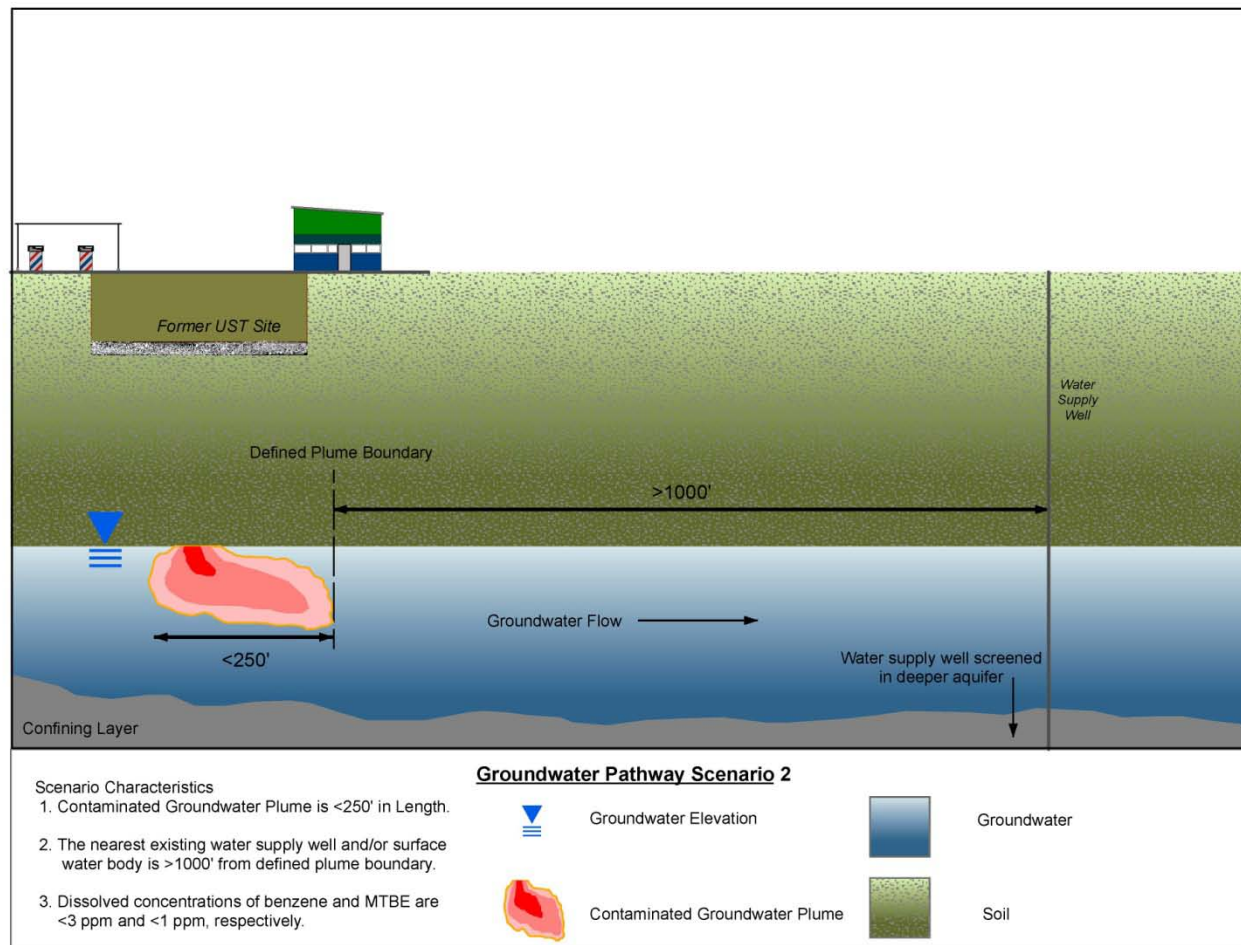 Former UST Site
Water
Supply
Well
Defined Plume Boundary
>1000'
Groundwater Flow
<250'
Water supply well screened
in deeper aquifer
Confining Layer
Groundwater Pathway Scenario 2
Scenario Characteristics
1. Contaminated Groundwater Plume is <250' in Length.
2. The nearest existing water supply well and/or surface
water body is >1000' from defined plume boundary.
3. Dissolved concentrations of benzene and MTBE are
<3 ppm and <1 ppm, respectively.
Groundwater Elevation
Groundwater
Contaminated Groundwater Plume
Soil